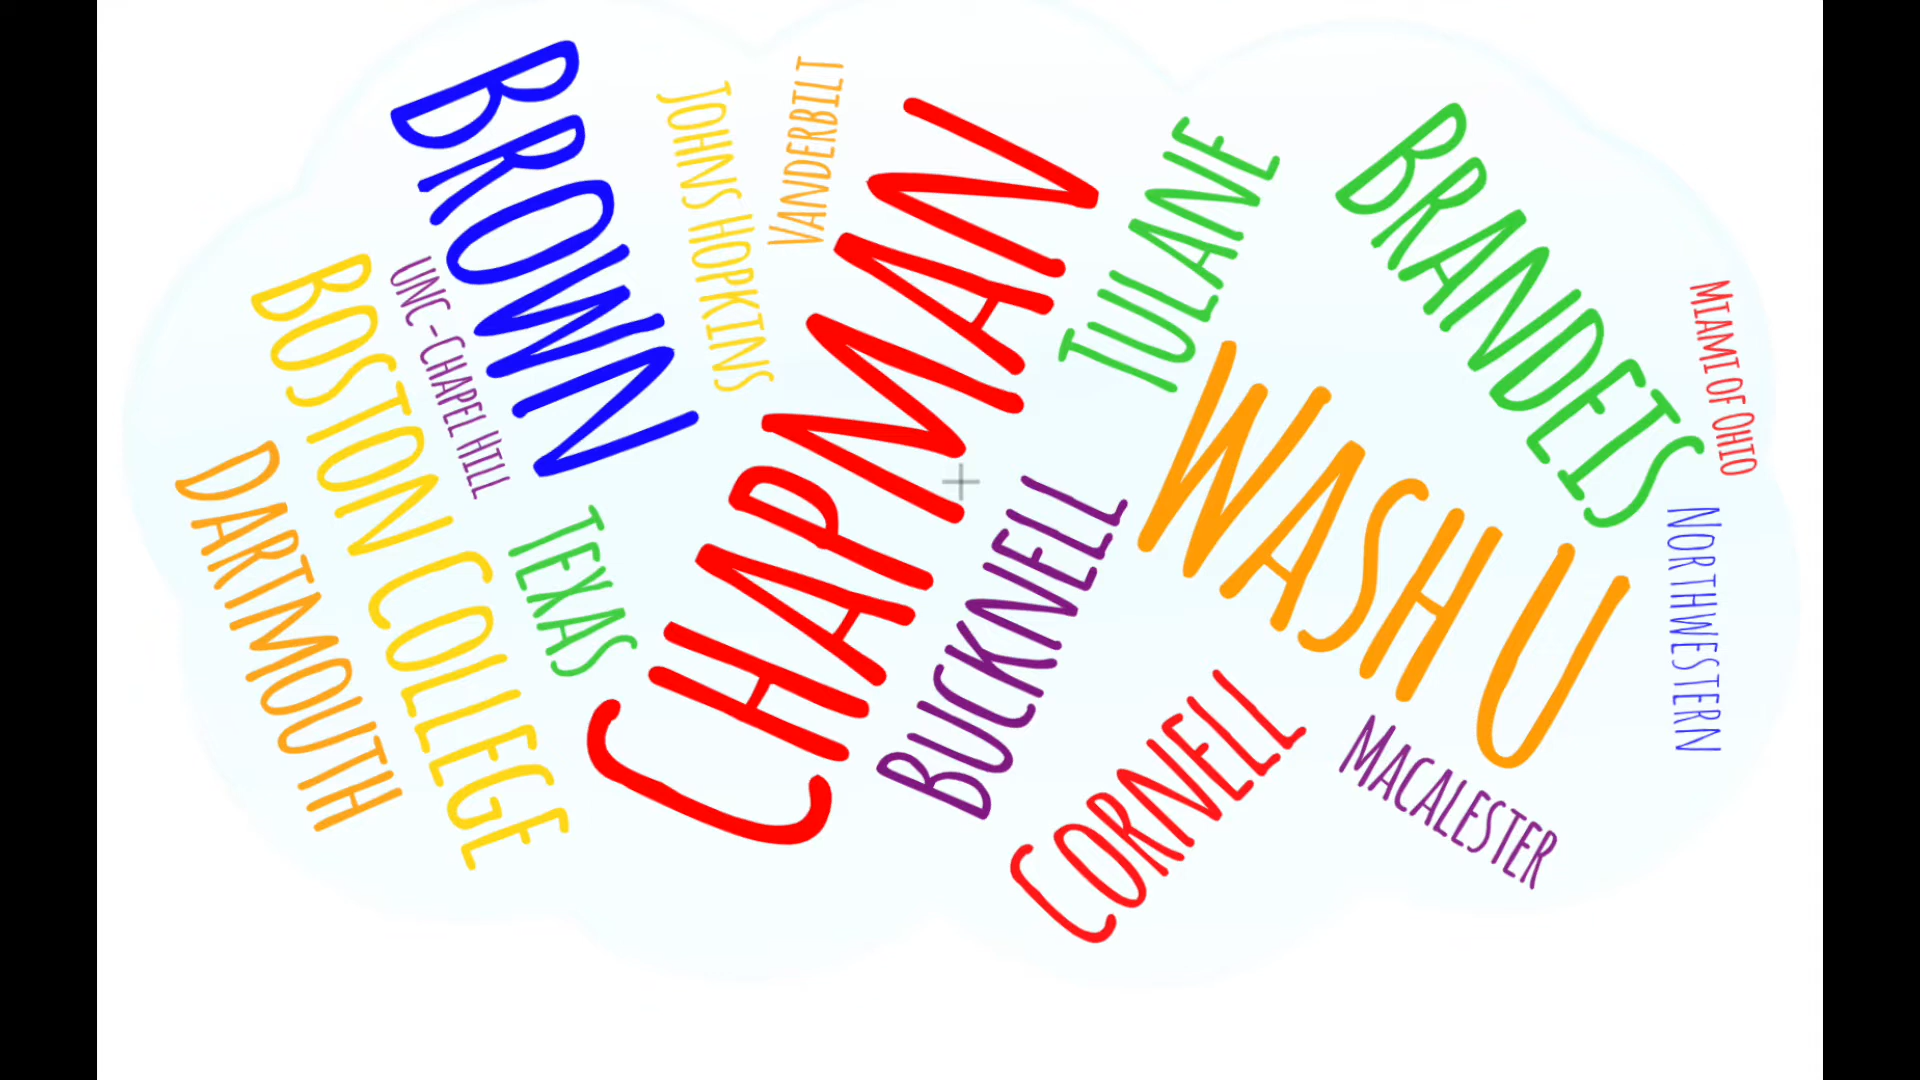 BROWN
JOHNS HOPKINS
VANDERBILT
CHAPMAN
TULANE
BRANDEIS
MIAMI OF OHIO
UNC-CHAPEL HILL
BOSTON COLLEGE
DARTMOUTH
TEXAS
BUCKNELL
WASH U
NORTHWESTERN
CORNELL
MACALESTER